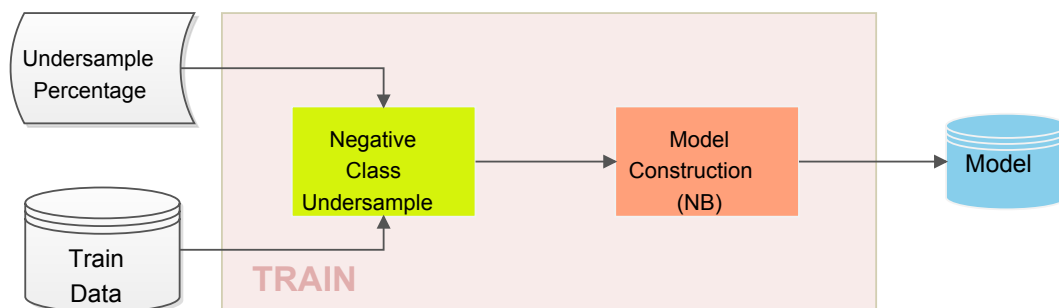 Undersample
Percentage
Negative
Class
Undersample
Model
Construction
(NB)
Model
Train
Data
TRAIN